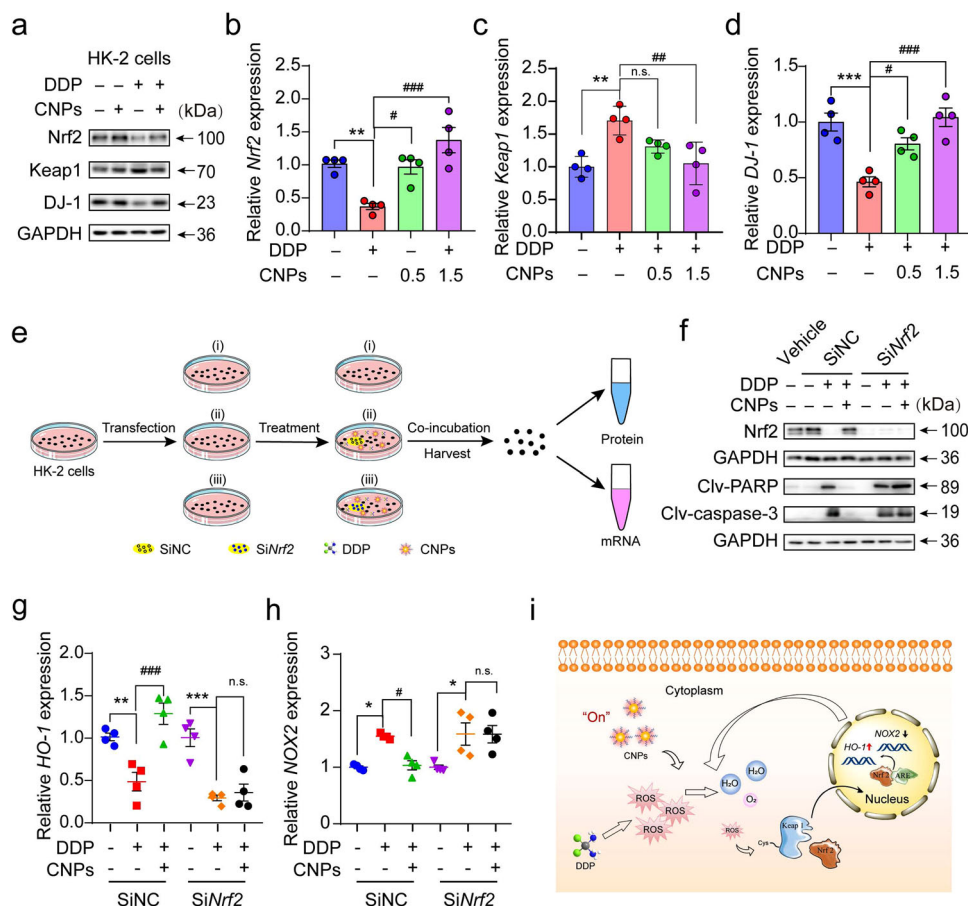 a
HK-2 cells
DDP – – + +
CNPs – + – + (kDa)
Nrf2 100
Keap1 70
DJ-1 23
GAPDH 36
b
Relative Nrf2 expression
2.5
2.0
1.5
1.0
0.5
0.0
** # ###
DDP – + + +
CNPs – – 0.5 1.5
c
Relative Keap1 expression
2.5
2.0
1.5
1.0
0.5
0.0
** n.s. ##
DDP – + + +
CNPs – – 0.5 1.5
d
Relative DJ-1 expression
1.5
1.0
0.5
0.0
*** # ###
DDP – + + +
CNPs – – 0.5 1.5
e
(i) (i)
(ii) (ii)
(iii) (iii)
HK-2 cells
Transfection
Treatment
Co-incubation
Harvest
Protein
mRNA
SiNC SiNrf2 DDP CNPs
f
Vehicle SiNC SiNrf2
DDP – – + + – + +
CNPs – – – + – – + (kDa)
Nrf2 100
GAPDH 36
Clv-PARP 89
Clv-caspase-3 19
GAPDH 36
g
Relative HO-1 expression
2.0
1.5
1.0
0.5
0.0
** ### *** n.s.
DDP - + + - + +
CNPs - - + - - +
SiNC SiNrf2
h
Relative NOX2 expression
4
3
2
1
0
* # * n.s.
DDP - + + - + +
CNPs - - + - - +
SiNC SiNrf2
i
Cytoplasm
"On"
CNPs
DDP
ROS
ROS
ROS
H₂O
H₂O
O₂
ROS
Cys
Keap 1
Nrf 2
NOX2
HO-1
Nrf 2
ARE
Nucleus